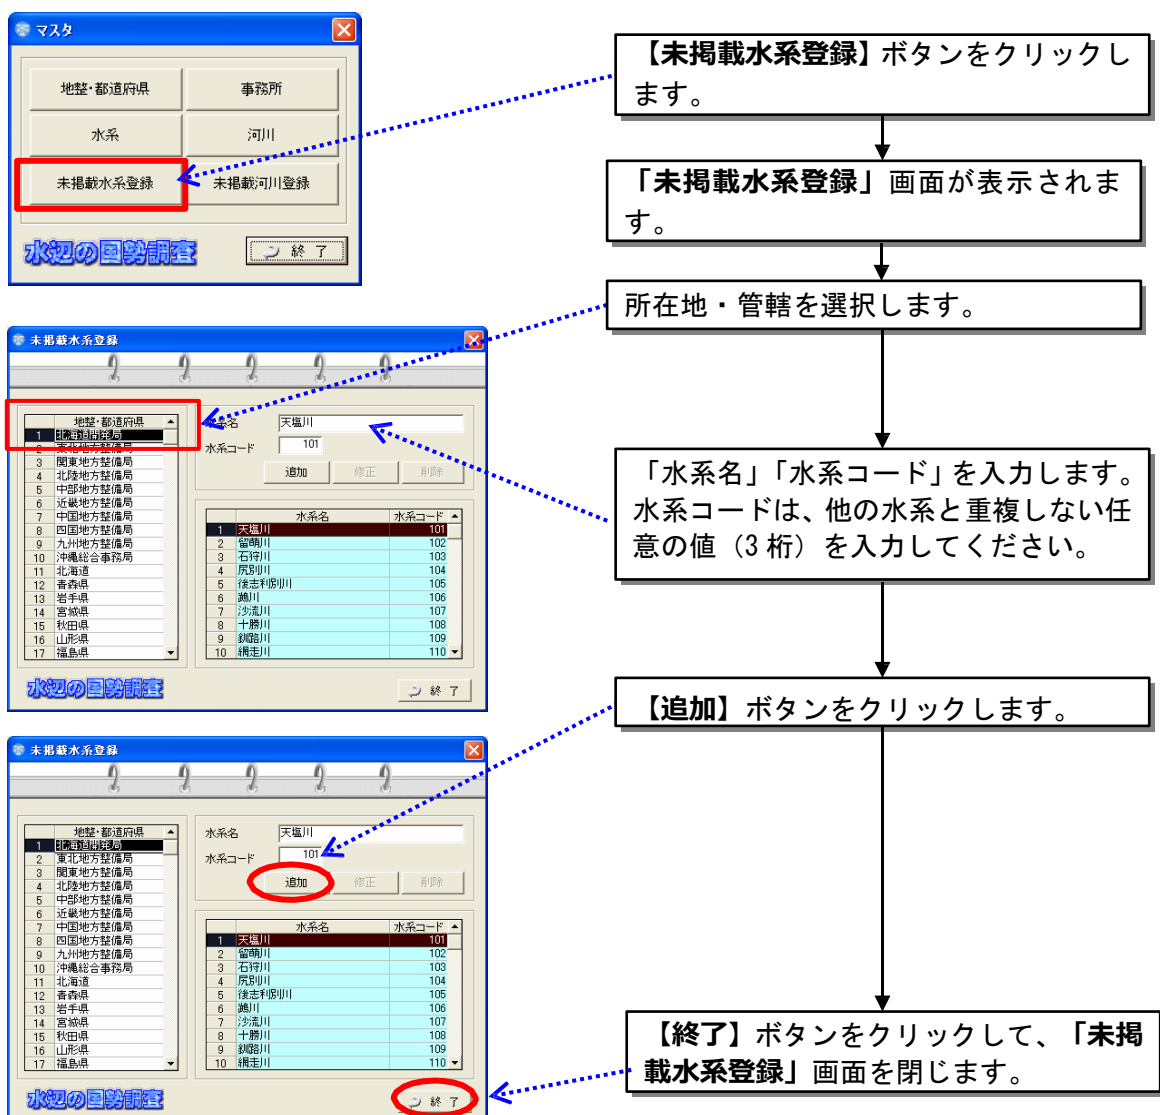 マスタ
地整・都道府県
事務所
水系
河川
未掲載水系登録
未掲載河川登録
水辺の国勢調査
終 了
【未掲載水系登録】ボタンをクリックし
ます。
「未掲載水系登録」画面が表示されま
す。
所在地・管轄を選択します。
「水系名」「水系コード」を入力します。
水系コードは、他の水系と重複しない任
意の値（3 桁）を入力してください。
【追加】ボタンをクリックします。
【終了】ボタンをクリックして、「未掲
載水系登録」画面を閉じます。
未掲載水系登録
地整・都道府県
1 北海道開発局
2 東北地方整備局
3 関東地方整備局
4 北陸地方整備局
5 中部地方整備局
6 近畿地方整備局
7 中国地方整備局
8 四国地方整備局
9 九州地方整備局
10 沖縄総合事務局
11 北海道
12 青森県
13 岩手県
14 宮城県
15 秋田県
16 山形県
17 福島県
水系名 天塩川
水系コード 101
追加 修正 削除
水系名 水系コード
1 天塩川 101
2 留萌川 102
3 石狩川 103
4 尻別川 104
5 後志利別川 105
6 鵡川 106
7 沙流川 107
8 十勝川 108
9 釧路川 109
10 網走川 110
水辺の国勢調査
終 了
未掲載水系登録
地整・都道府県
1 北海道開発局
2 東北地方整備局
3 関東地方整備局
4 北陸地方整備局
5 中部地方整備局
6 近畿地方整備局
7 中国地方整備局
8 四国地方整備局
9 九州地方整備局
10 沖縄総合事務局
11 北海道
12 青森県
13 岩手県
14 宮城県
15 秋田県
16 山形県
17 福島県
水系名 天塩川
水系コード 101
追加 修正 削除
水系名 水系コード
1 天塩川 101
2 留萌川 102
3 石狩川 103
4 尻別川 104
5 後志利別川 105
6 鵡川 106
7 沙流川 107
8 十勝川 108
9 釧路川 109
10 網走川 110
水辺の国勢調査
終 了